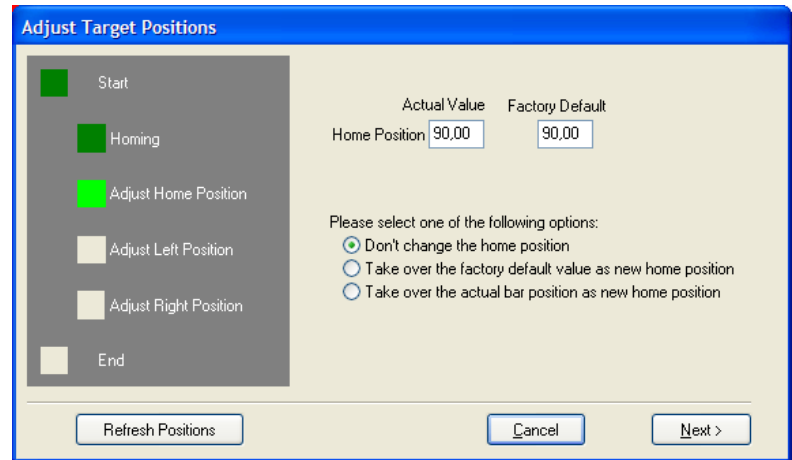 Adjust Target Positions
Start
Homing
Adjust Home Position
Adjust Left Position
Adjust Right Position
End
Actual Value Factory Default
Home Position 90,00 90,00
Please select one of the following options:
Don't change the home position
Take over the factory default value as new home position
Take over the actual bar position as new home position
Refresh Positions Cancel Next >